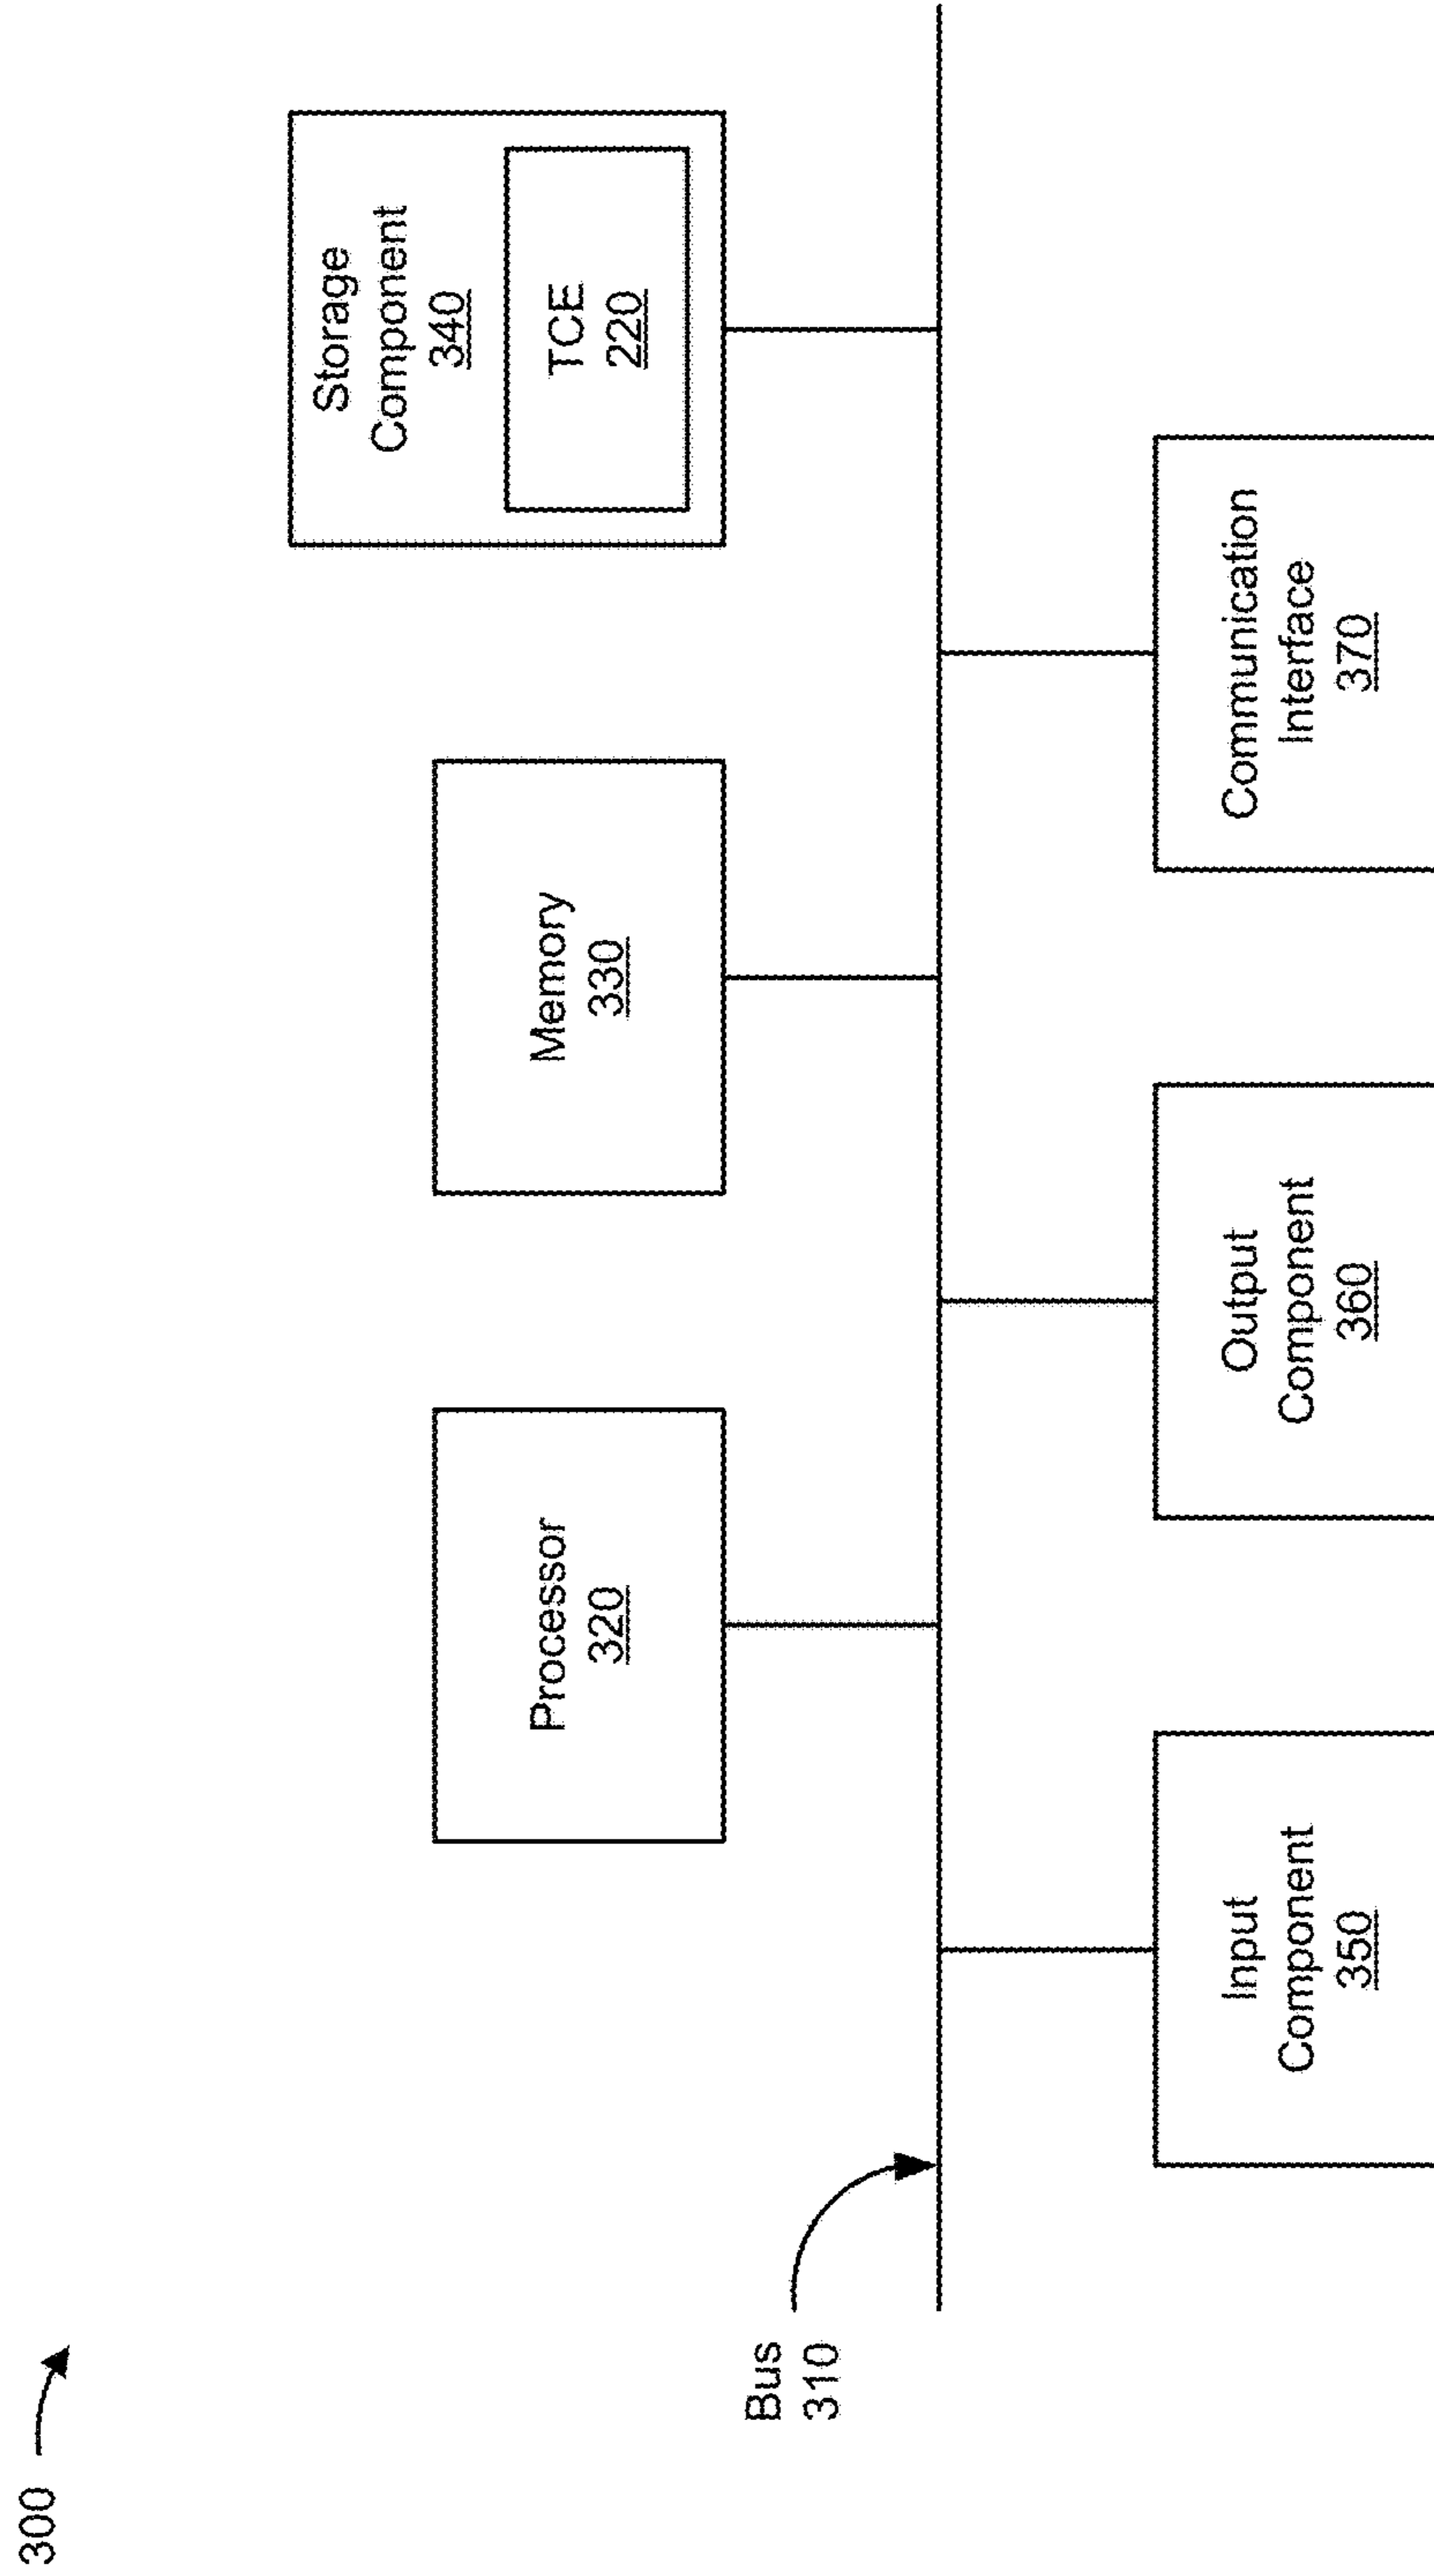 300
Storage
Component
340
TCE
220
Memory
330
Processor
320
Bus
310
Input
Component
350
Output
Component
360
Communication
Interface
370